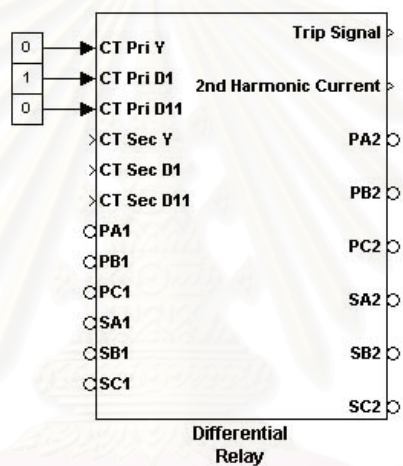 0
1
0
CT Pri Y
CT Pri D1
CT Pri D11
CT Sec Y
CT Sec D1
CT Sec D11
PA1
PB1
PC1
SA1
SB1
SC1
Trip Signal
2nd Harmonic Current
PA2
PB2
PC2
SA2
SB2
SC2
Differential
Relay